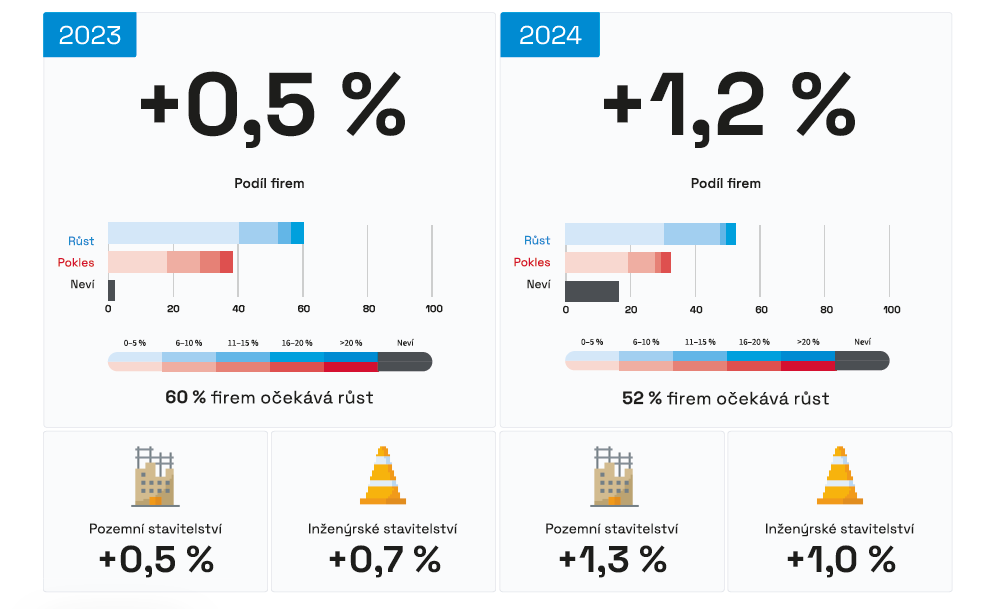 2023
+0,5 %
Podíl firem
Růst
Pokles
Neví
0 20 40 60 80 100
0–5 % 6–10 % 11–15 % 16–20 % >20 % Neví
60 % firem očekává růst
Pozemní stavitelství
+0,5 %
Inženýrské stavitelství
+0,7 %
2024
+1,2 %
Podíl firem
Růst
Pokles
Neví
0 20 40 60 80 100
0–5 % 6–10 % 11–15 % 16–20 % >20 % Neví
52 % firem očekává růst
Pozemní stavitelství
+1,3 %
Inženýrské stavitelství
+1,0 %